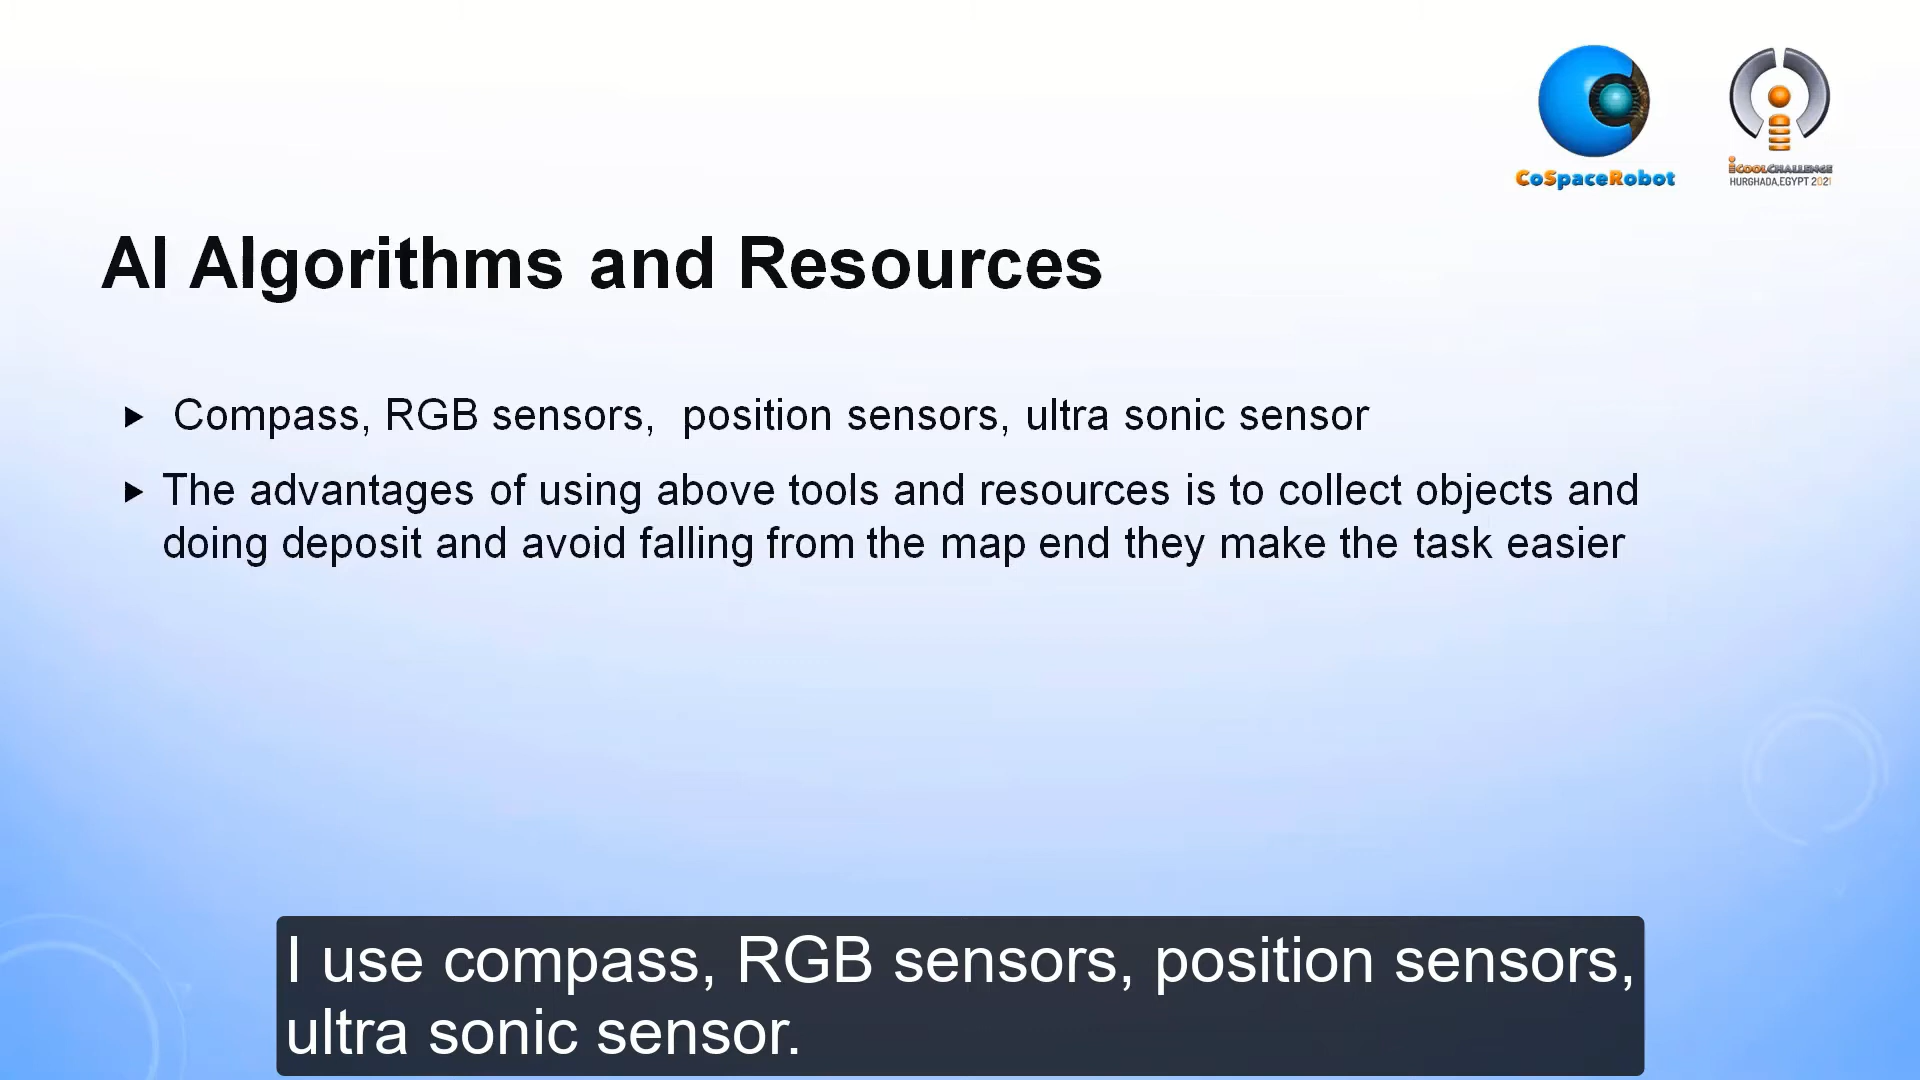 CoSpaceRobot
iCOOLCHALLENGE
HURGHADA,EGYPT 2021
AI Algorithms and Resources
Compass, RGB sensors,  position sensors, ultra sonic sensor
The advantages of using above tools and resources is to collect objects and
doing deposit and avoid falling from the map end they make the task easier
I use compass, RGB sensors, position sensors,
ultra sonic sensor.